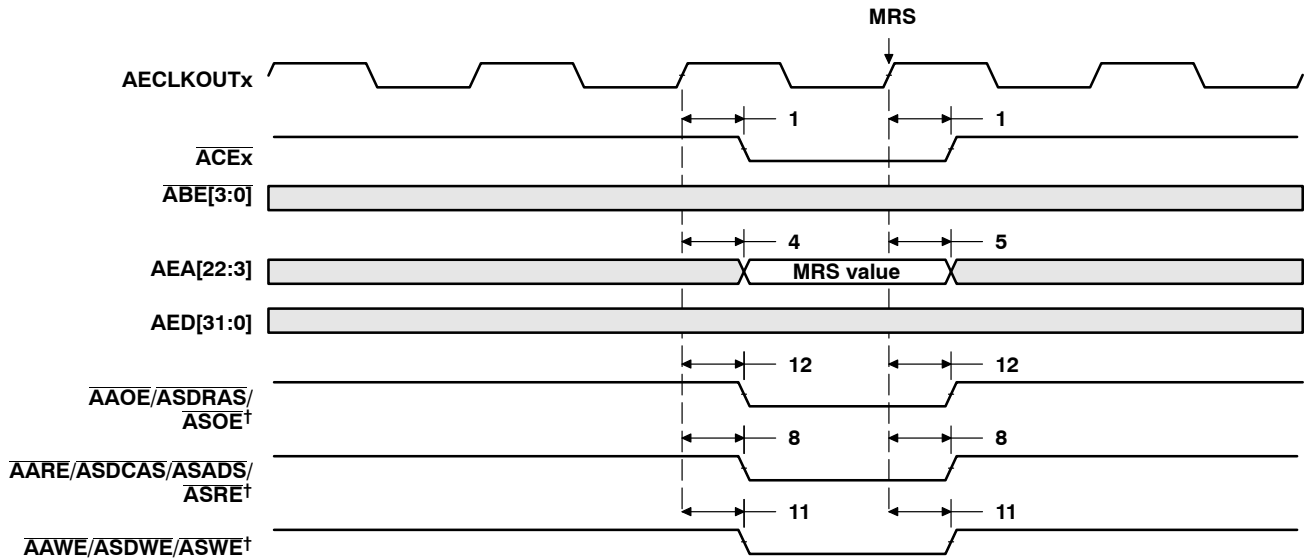 MRS
AECLKOUTx
1 1
ACEx
ABE[3:0]
4 5
AEA[22:3] MRS value
AED[31:0]
12 12
AAOE/ASDRAS/
ASOE†
8 8
AARE/ASDCAS/ASADS/
ASRE†
11 11
AAWE/ASDWE/ASWE†